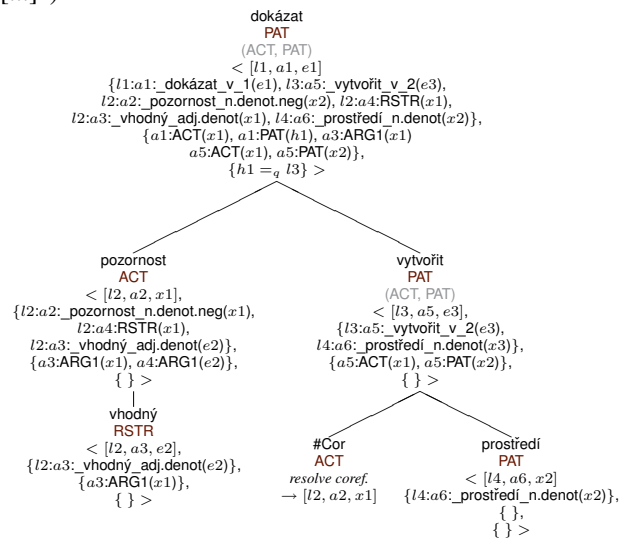 dokázat
PAT
(ACT, PAT)
< [l1, a1, e1]
{l1:a1:_dokázat_v_1(e1), l3:a5:_vytvořit_v_2(e3),
l2:a2:_pozornost_n.denot.neg(x2), l2:a4:RSTR(x1),
l2:a3:_vhodný_adj.denot(x1), l4:a6:_prostředí_n.denot(x2)},
{a1:ACT(x1), a1:PAT(h1), a3:ARG1(x1)
a5:ACT(x1), a5:PAT(x2)},
{h1 =q l3} >
pozornost
ACT
< [l2, a2, x1],
{l2:a2:_pozornost_n.denot.neg(x1),
l2:a4:RSTR(x1),
l2:a3:_vhodný_adj.denot(e2)},
{a3:ARG1(x1), a4:ARG1(e2)},
{ } >
vhodný
RSTR
< [l2, a3, e2],
{l2:a3:_vhodný_adj.denot(e2)},
{a3:ARG1(x1)},
{ } >
vytvořit
PAT
(ACT, PAT)
< [l3, a5, e3],
{l3:a5:_vytvořit_v_2(e3),
l4:a6:_prostředí_n.denot(x3)},
{a5:ACT(x1), a5:PAT(x2)},
{ } >
#Cor
ACT
resolve coref.
→ [l2, a2, x1]
prostředí
PAT
< [l4, a6, x2]
{l4:a6:_prostředí_n.denot(x2)},
{ },
{ } >